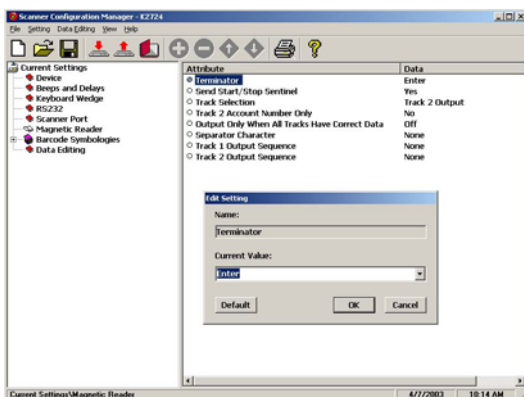 Scanner Configuration Manager - K2724
File Setting Data Editing View Help
Current Settings
Device
Beeps and Delays
Keyboard Wedge
RS232
Scanner Port
Magnetic Reader
Barcode Symbologies
Data Editing
Attribute Data
Terminator Enter
Send Start/Stop Sentinel Yes
Track Selection Track 2 Output
Track 2 Account Number Only No
Output Only When All Tracks Have Correct Data Off
Separator Character None
Track 1 Output Sequence None
Track 2 Output Sequence None
Edit Setting
Name:
Terminator
Current Value:
Enter
Default OK Cancel
Current Settings\Magnetic Reader 4/7/2003 10:14 AM